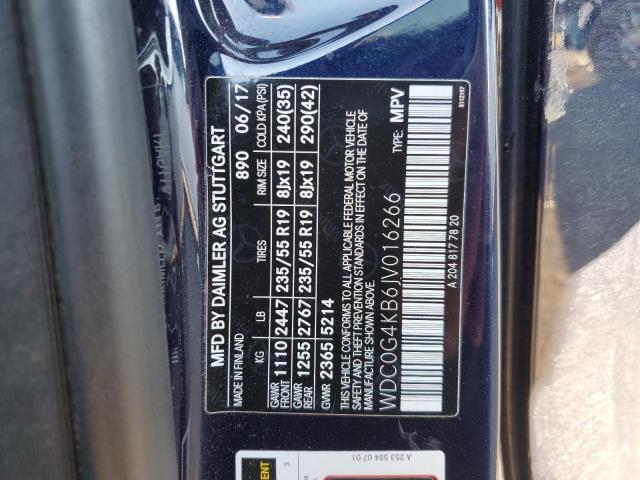 MFD BY DAIMLER AG STUTTGART
MADE IN FINLAND 890 06/17
KG LB TIRES RIM SIZE COLD KPA(PSI)
GAWR FRONT 1110 2447 235/55 R19 8Jx19 240(35)
GAWR REAR 1255 2767 235/55 R19 8Jx19 290(42)
GVWR 2365 5214
THIS VEHICLE CONFORMS TO ALL APPLICABLE FEDERAL MOTOR VEHICLE
SAFETY AND THEFT PREVENTION STANDARDS IN EFFECT ON THE DATE OF
MANUFACTURE
WDC0G4KB6JV016266 TYPE: MPV
A 204 817 78 20
A 253 584 07 01